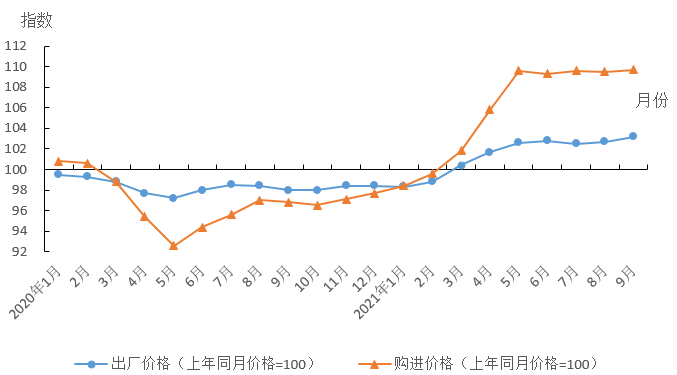 指数
112
110
108
106
104
102
100
98
96
94
92
月份
2020年1月
2月
3月
4月
5月
6月
7月
8月
9月
10月
11月
12月
2021年1月
2月
3月
4月
5月
6月
7月
8月
9月
出厂价格（上年同月价格=100）
购进价格（上年同月价格=100）